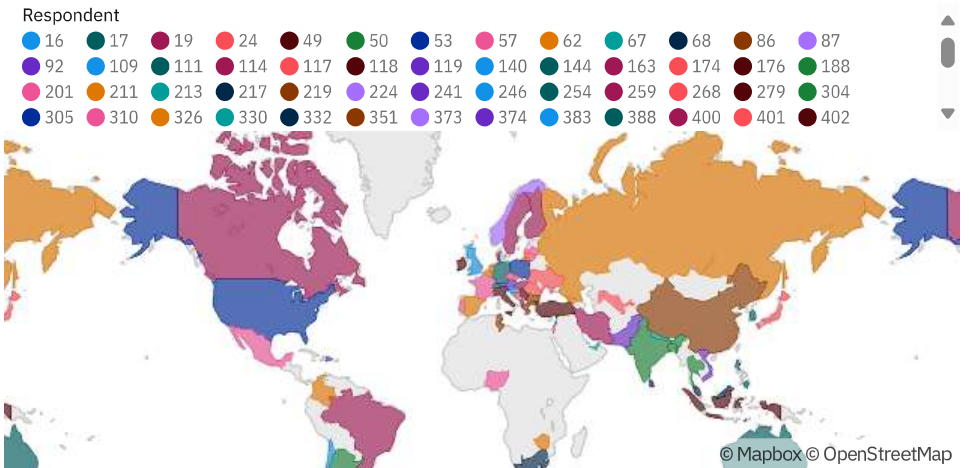 Respondent
16 17 19 24 49 50 53 57 62 67 68 86 87
92 109 111 114 117 118 119 140 144 163 174 176 188
201 211 213 217 219 224 241 246 254 259 268 279 304
305 310 326 330 332 351 373 374 383 388 400 401 402
© Mapbox © OpenStreetMap